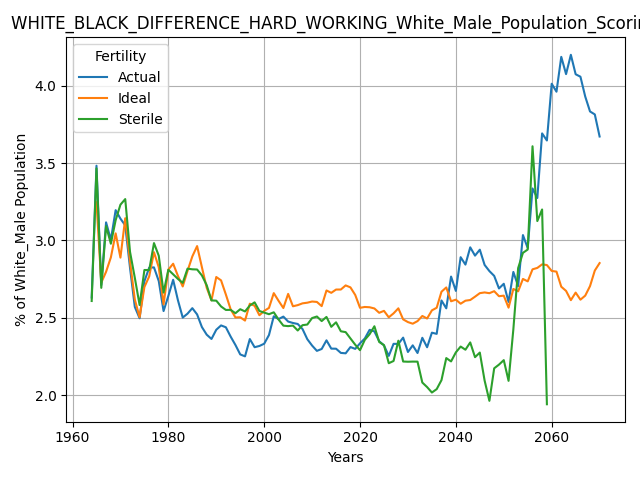 WHITE_BLACK_DIFFERENCE_HARD_WORKING_White_Male_Population_Scorin
Fertility
Actual
Ideal
Sterile
% of White_Male Population
4.0
3.5
3.0
2.5
2.0
1960
1980
2000
2020
2040
2060
Years